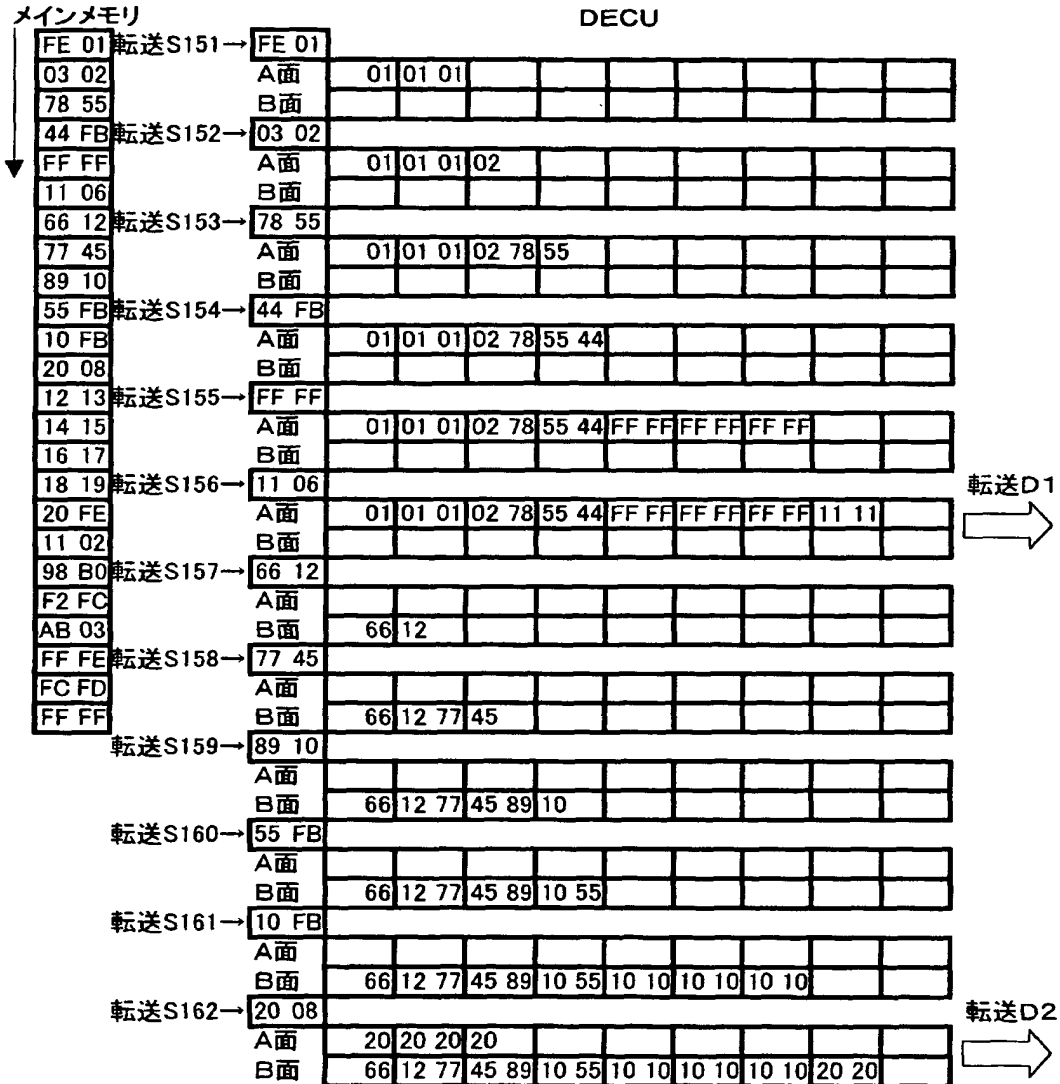 メインメモリ DECU
FE 01 転送S151→ FE 01
03 02 A面 01 01 01
78 55 B面
44 FB 転送S152→ 03 02
FF FF A面 01 01 01 02
11 06 B面
66 12 転送S153→ 78 55
77 45 A面 01 01 01 02 78 55
89 10 B面
55 FB 転送S154→ 44 FB
10 FB A面 01 01 01 02 78 55 44
20 08 B面
12 13 転送S155→ FF FF
14 15 A面 01 01 01 02 78 55 44 FF FF FF FF FF FF
16 17 B面
18 19 転送S156→ 11 06 転送D1
20 FE A面 01 01 01 02 78 55 44 FF FF FF FF FF FF 11 11
11 02 B面
98 B0 転送S157→ 66 12
F2 FC A面
AB 03 B面 66 12
FF FE 転送S158→ 77 45
FC FD A面
FF FF B面 66 12 77 45
転送S159→ 89 10
A面
B面 66 12 77 45 89 10
転送S160→ 55 FB
A面
B面 66 12 77 45 89 10 55
転送S161→ 10 FB
A面
B面 66 12 77 45 89 10 55 10 10 10 10 10 10
転送S162→ 20 08 転送D2
A面 20 20 20 20
B面 66 12 77 45 89 10 55 10 10 10 10 10 10 20 20